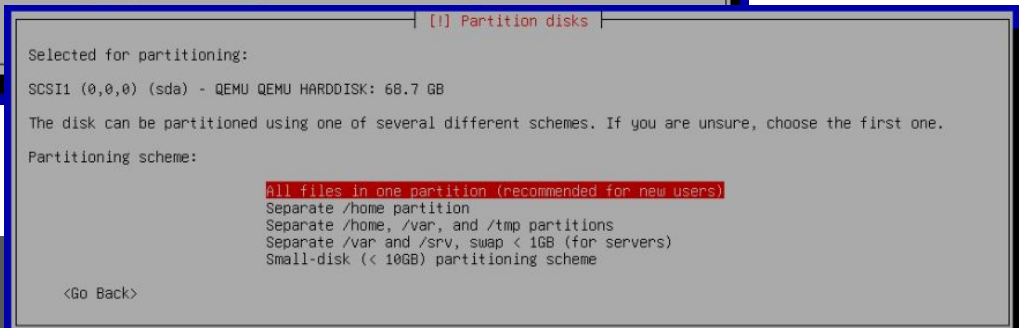 [!] Partition disks
Selected for partitioning:
SCSI1 (0,0,0) (sda) - QEMU QEMU HARDDISK: 68.7 GB
The disk can be partitioned using one of several different schemes. If you are unsure, choose the first one.
Partitioning scheme:
All files in one partition (recommended for new users)
Separate /home partition
Separate /home, /var, and /tmp partitions
Separate /var and /srv, swap < 1GB (for servers)
Small-disk (< 10GB) partitioning scheme
<Go Back>